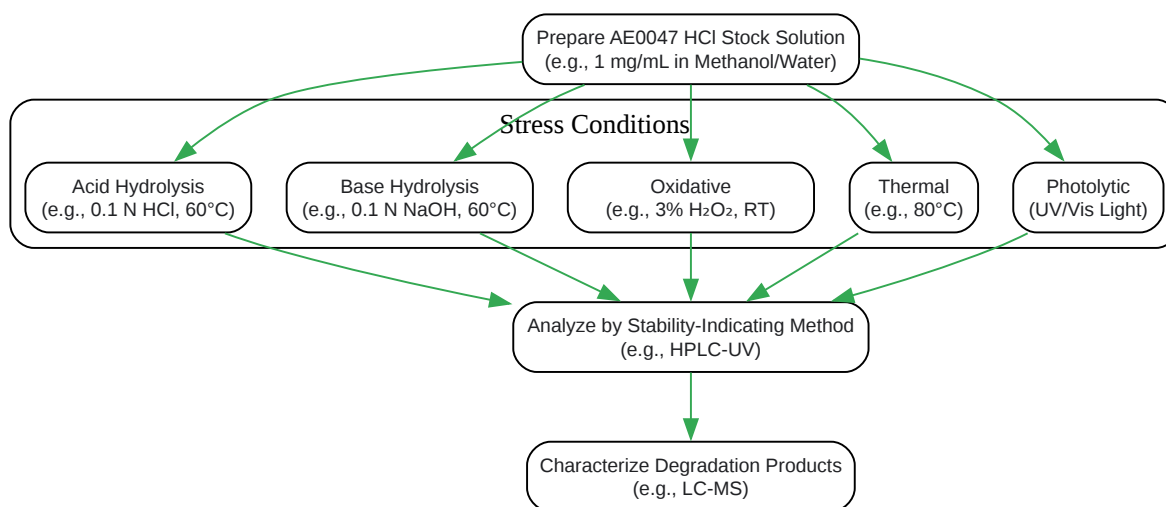 Prepare AE0047 HCl Stock Solution
(e.g., 1 mg/mL in Methanol/Water)
Stress Conditions
Acid Hydrolysis
(e.g., 0.1 N HCl, 60°C)
Base Hydrolysis
(e.g., 0.1 N NaOH, 60°C)
Oxidative
(e.g., 3% H₂O₂, RT)
Thermal
(e.g., 80°C)
Photolytic
(UV/Vis Light)
Analyze by Stability-Indicating Method
(e.g., HPLC-UV)
Characterize Degradation Products
(e.g., LC-MS)